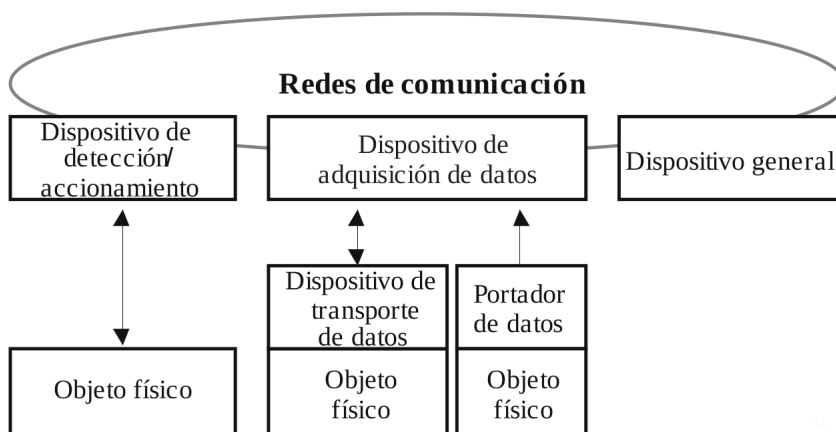 Redes de comunicación
Dispositivo de
detección/
accionamiento
Dispositivo de
adquisición de datos
Dispositivo general
Dispositivo de
transporte
de datos
Portador
de datos
Objeto físico
Objeto
físico
Objeto
físico